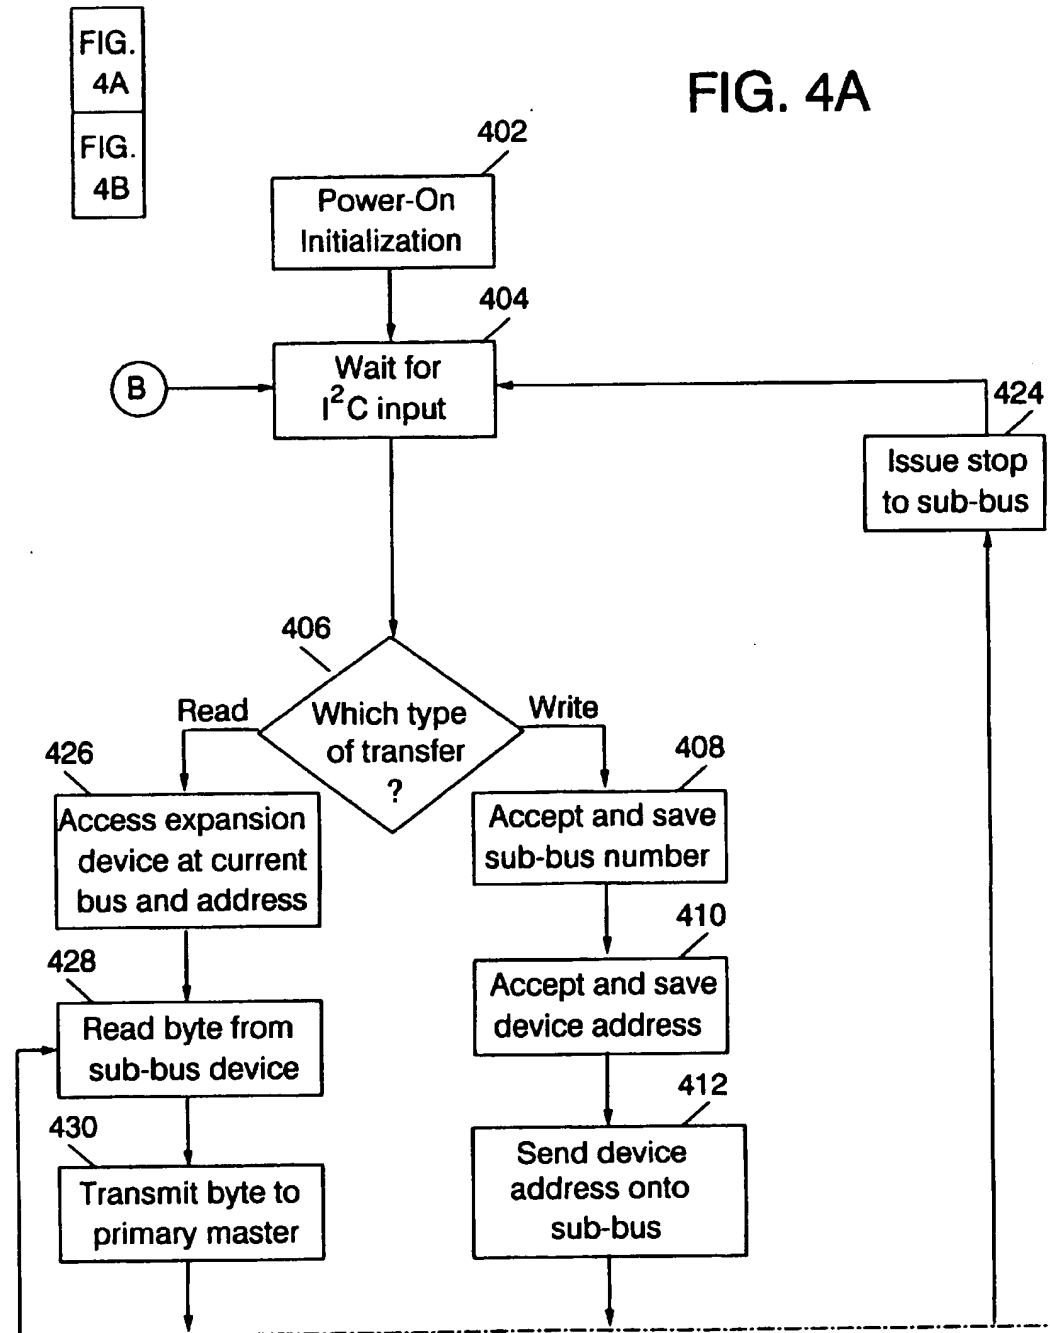 FIG.
4A
FIG.
4B
FIG. 4A
402
Power-On
Initialization
404
Wait for
I²C input
B
424
Issue stop
to sub-bus
406
Which type
of transfer
?
Read
Write
426
Access expansion
device at current
bus and address
408
Accept and save
sub-bus number
410
Accept and save
device address
428
Read byte from
sub-bus device
412
Send device
address onto
sub-bus
430
Transmit byte to
primary master